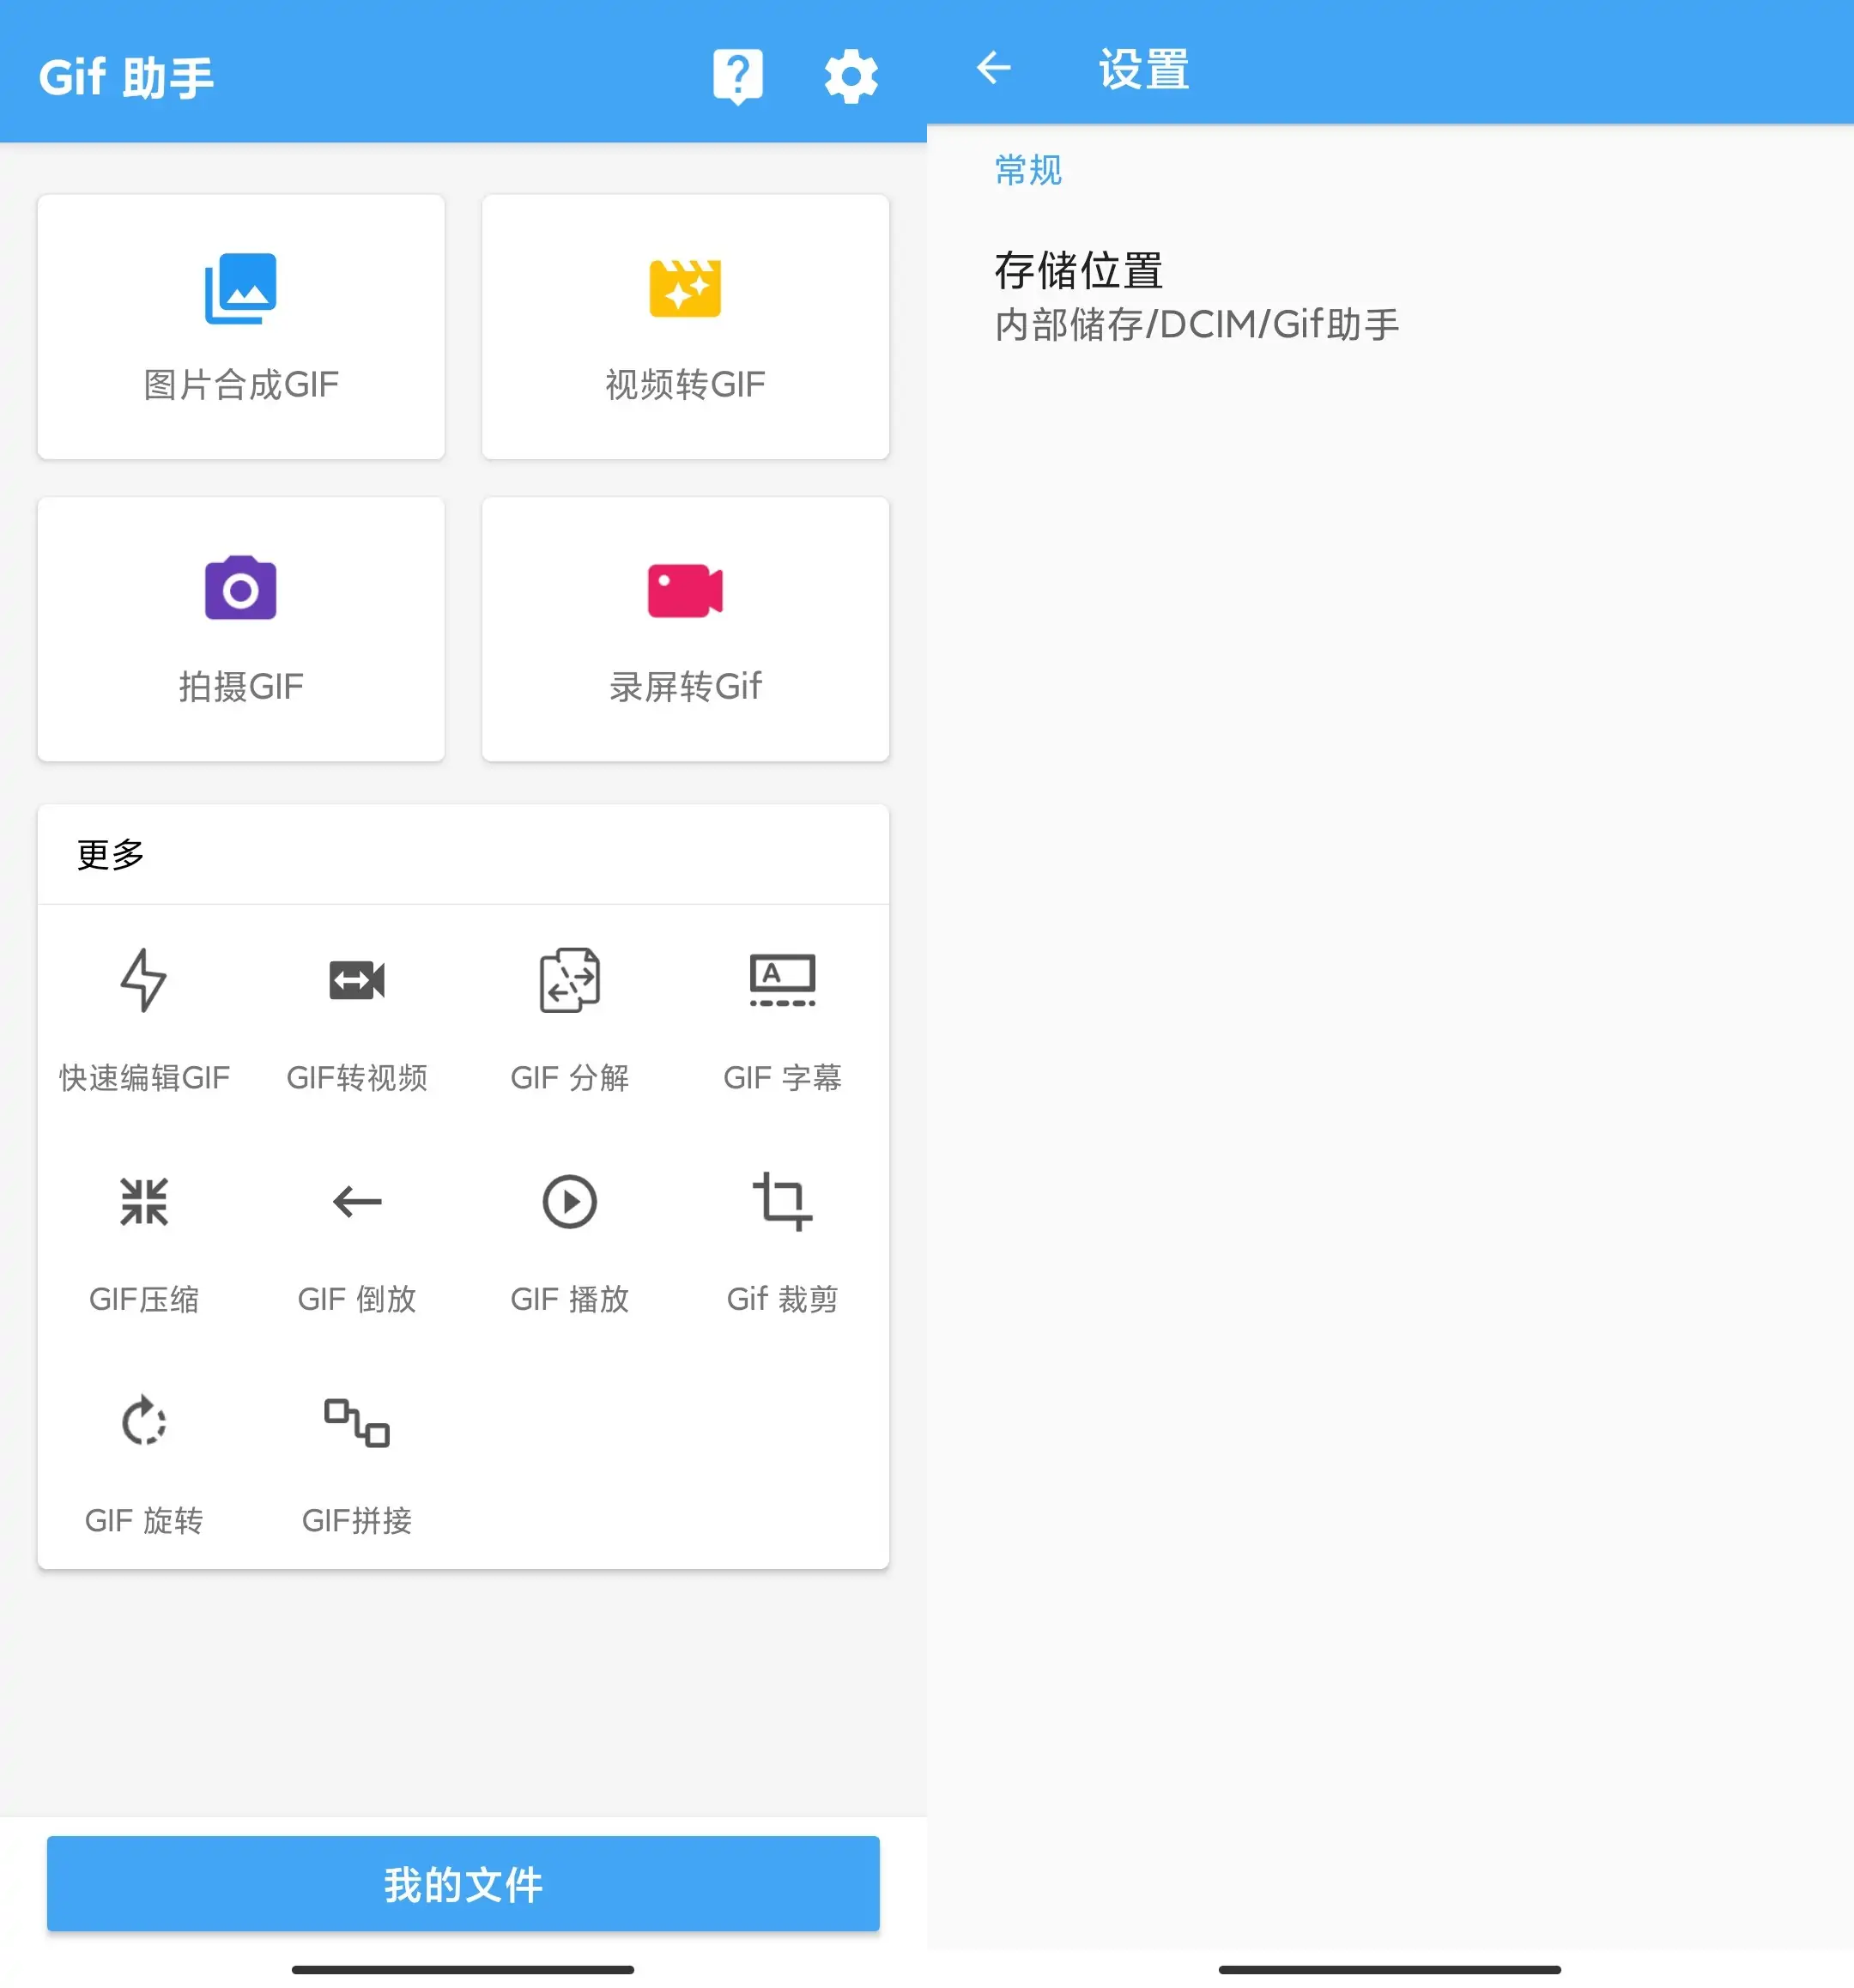 Gif 助手
图片合成GIF
视频转GIF
拍摄GIF
录屏转Gif
更多
快速编辑GIF
GIF转视频
GIF 分解
A
GIF 字幕
GIF压缩
GIF 倒放
GIF 播放
Gif 裁剪
GIF 旋转
GIF拼接
我的文件
设置
常规
存储位置
内部储存/DCIM/Gif助手